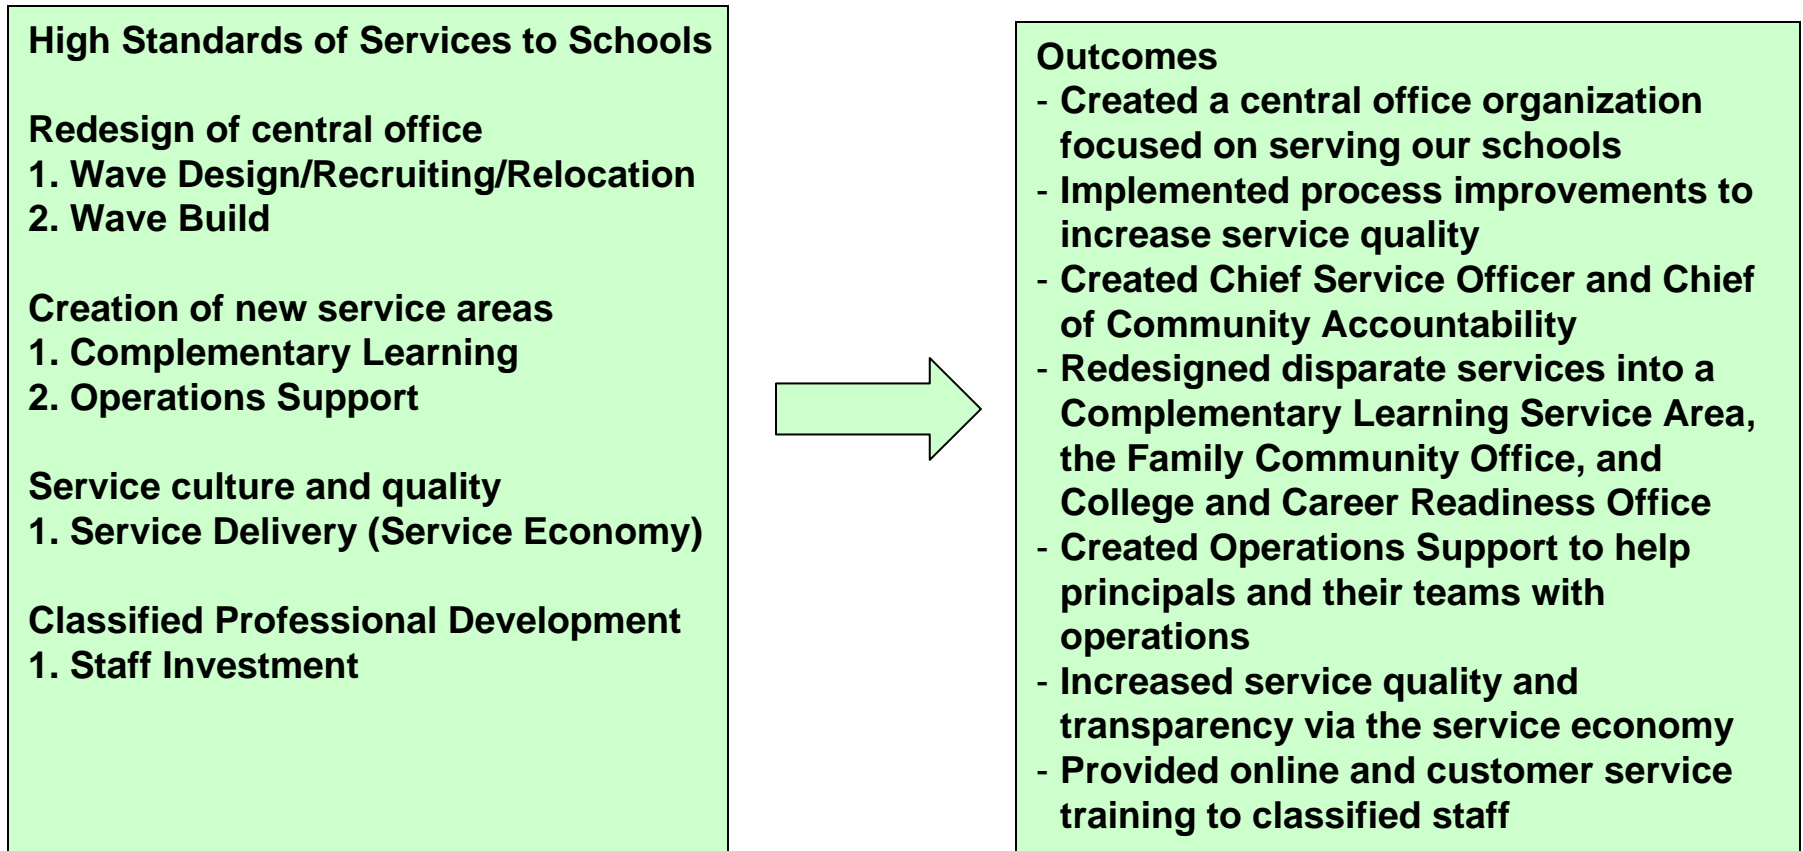 High Standards of Services to Schools
Redesign of central office
1. Wave Design/Recruiting/Relocation
2. Wave Build
Creation of new service areas
1. Complementary Learning
2. Operations Support
Service culture and quality
1. Service Delivery (Service Economy)
Classified Professional Development
1. Staff Investment
Outcomes
- Created a central office organization
focused on serving our schools
- Implemented process improvements to
increase service quality
- Created Chief Service Officer and Chief
of Community Accountability
- Redesigned disparate services into a
Complementary Learning Service Area,
the Family Community Office, and
College and Career Readiness Office
- Created Operations Support to help
principals and their teams with
operations
- Increased service quality and
transparency via the service economy
- Provided online and customer service
training to classified staff